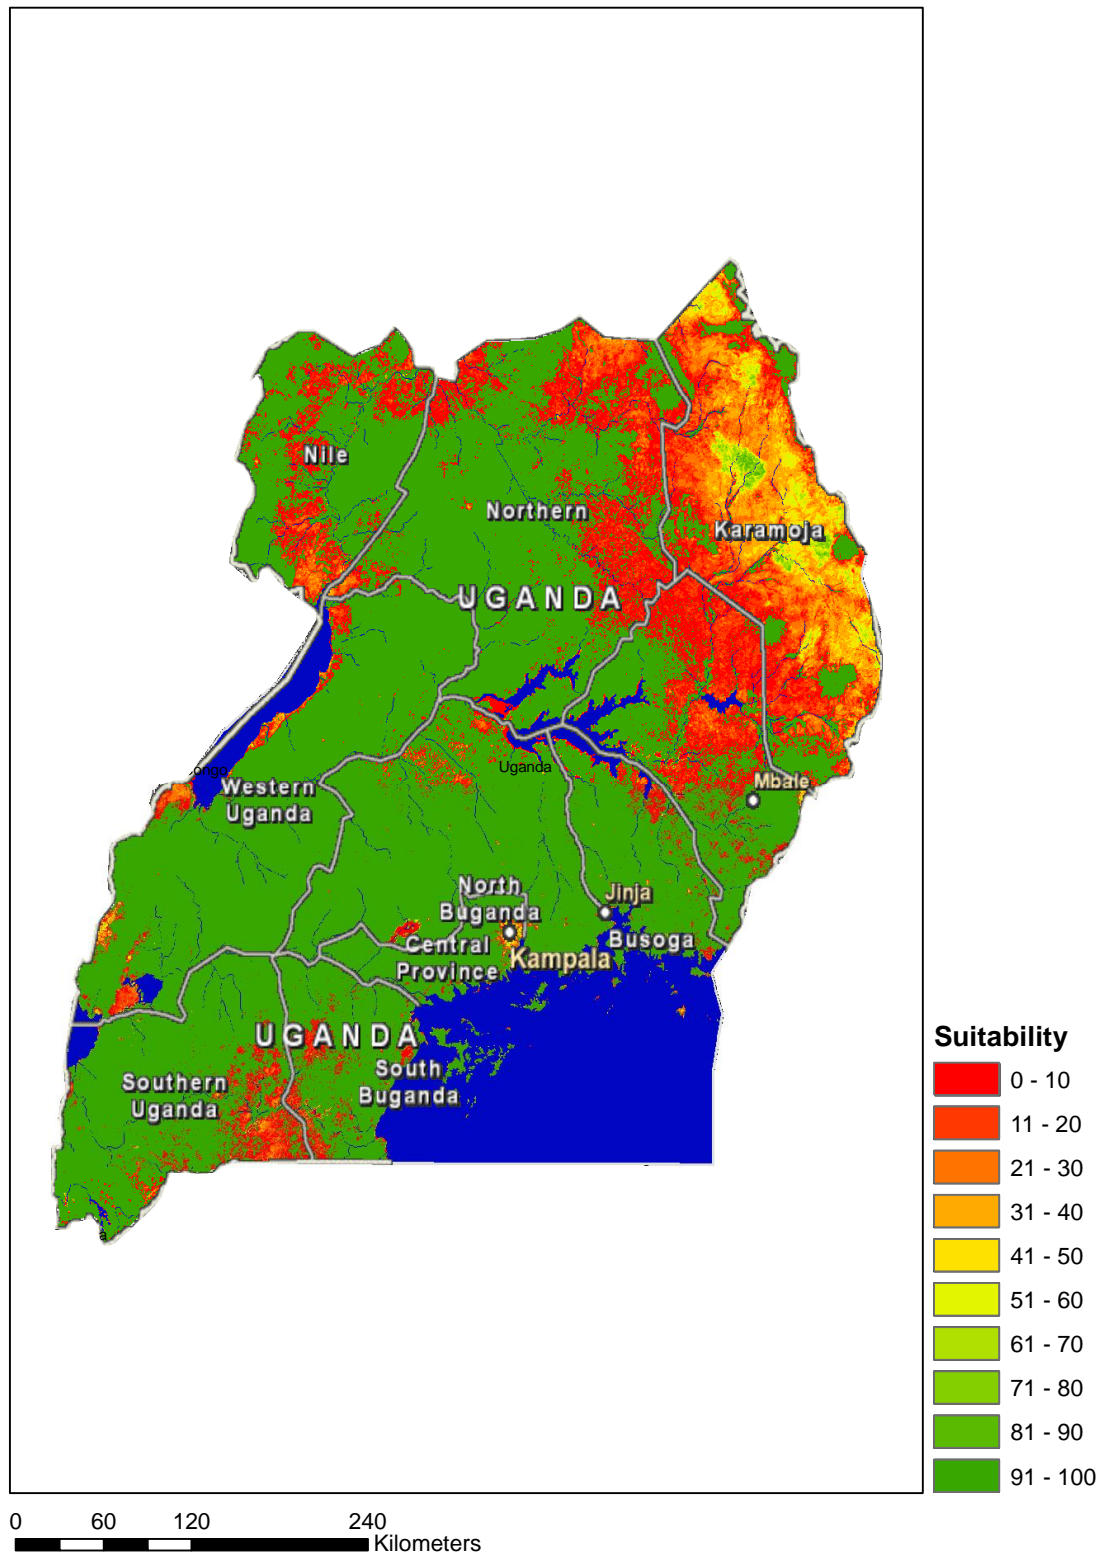 Nile
Northern
Karamoja
UGANDA
Uganda
ongo
Western
Uganda
Mbale
North
Buganda
Jinja
Busoga
Central
Province
Kampala
UGANDA
South
Buganda
Southern
Uganda
a
Suitability
0 - 10
11 - 20
21 - 30
31 - 40
41 - 50
51 - 60
61 - 70
71 - 80
81 - 90
91 - 100
0 60 120 240
Kilometers